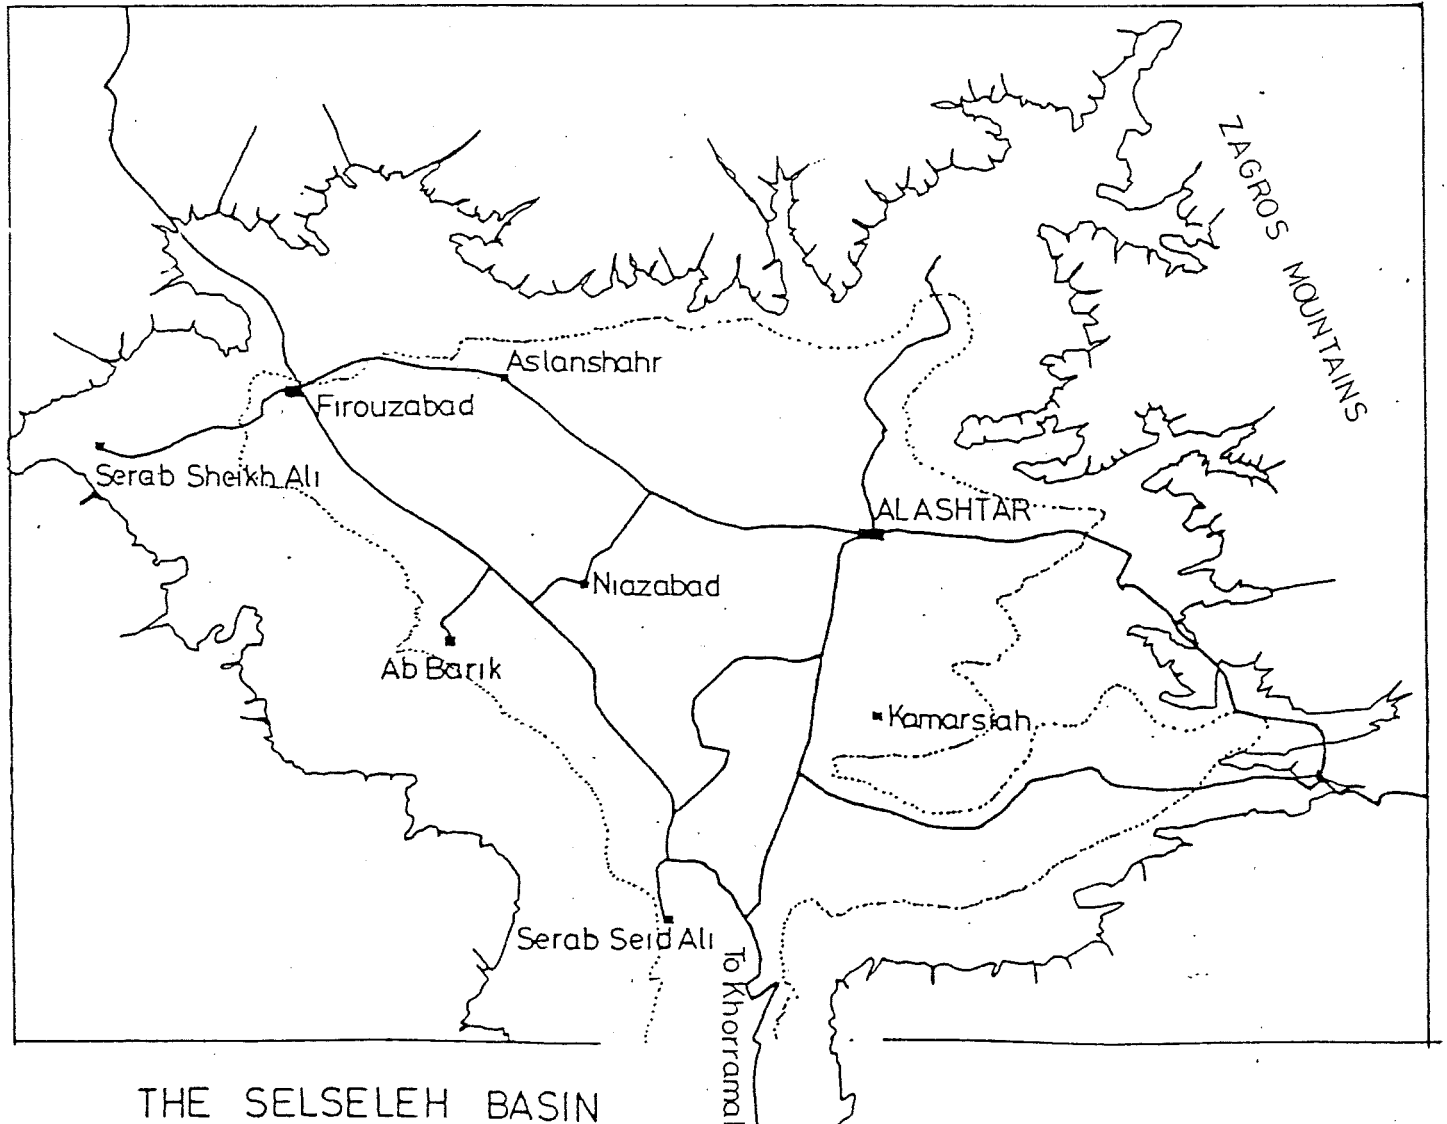 ZAGROS MOUNTAINS
Aslanshahr
Firouzabad
Serab Sheikh Ali
ALASHTAR
Niazabad
Ab Barik
Kamarsiah
Serab Seid Ali
To Khorramal
THE SELSELEH BASIN